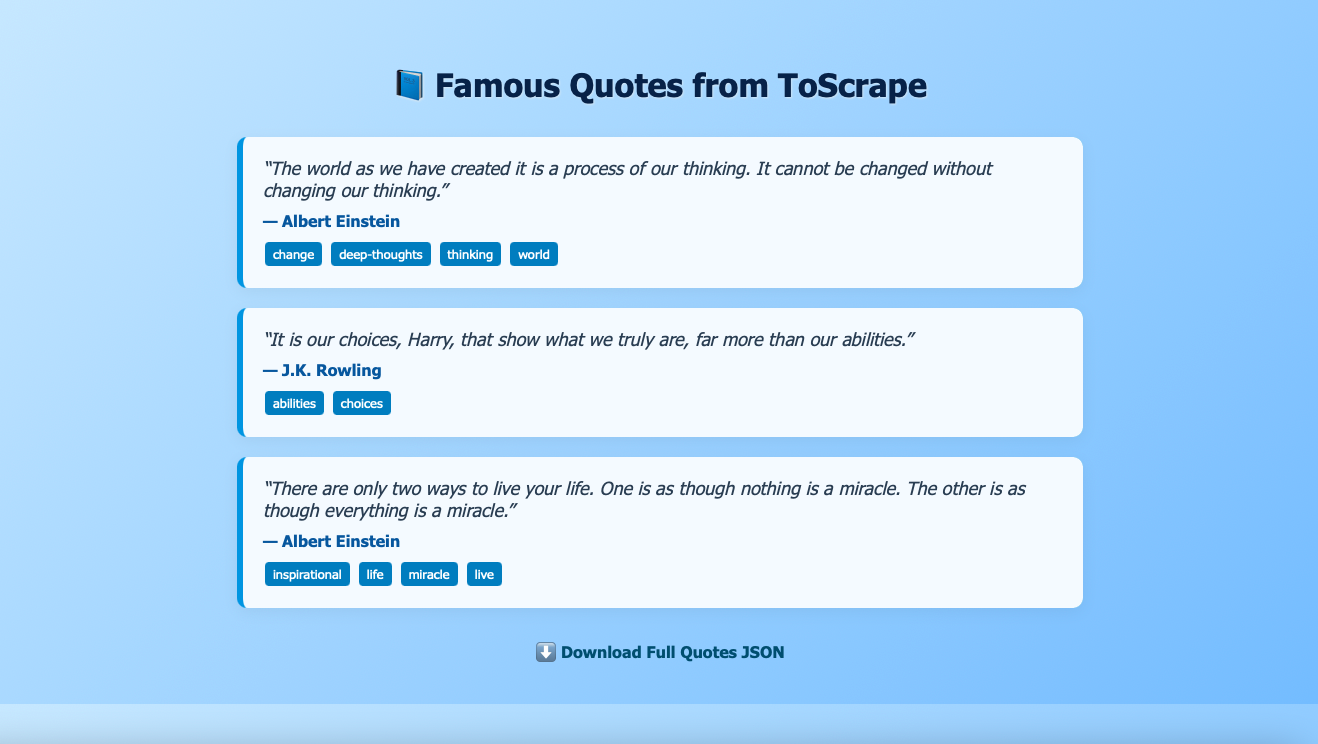 📘 Famous Quotes from ToScrape
“The world as we have created it is a process of our thinking. It cannot be changed without
changing our thinking.”
— Albert Einstein
change deep-thoughts thinking world
“It is our choices, Harry, that show what we truly are, far more than our abilities.”
— J.K. Rowling
abilities choices
“There are only two ways to live your life. One is as though nothing is a miracle. The other is as
though everything is a miracle.”
— Albert Einstein
inspirational life miracle live
⬇️ Download Full Quotes JSON